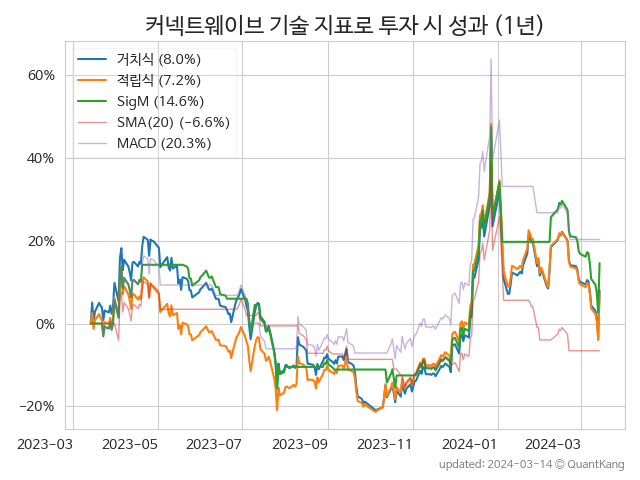 커넥트웨이브 기술 지표로 투자 시 성과 (1년)
거치식 (8.0%)
적립식 (7.2%)
SigM (14.6%)
SMA(20) (-6.6%)
MACD (20.3%)
60%
40%
20%
0%
−20%
2023-03 2023-05 2023-07 2023-09 2023-11 2024-01 2024-03
updated: 2024-03-14 ⓒ QuantKang